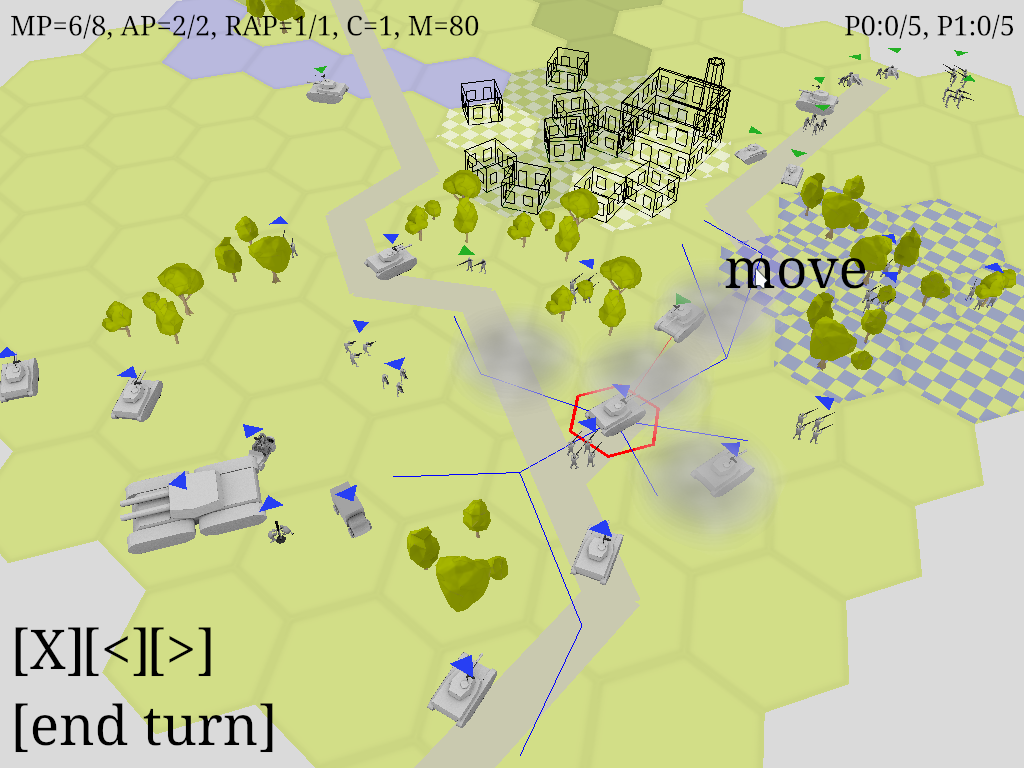 MP=6/8, AP=2/2, RAP=1/1, C=1, M=80
P0:0/5, P1:0/5
move
[X][<][>]
[end turn]